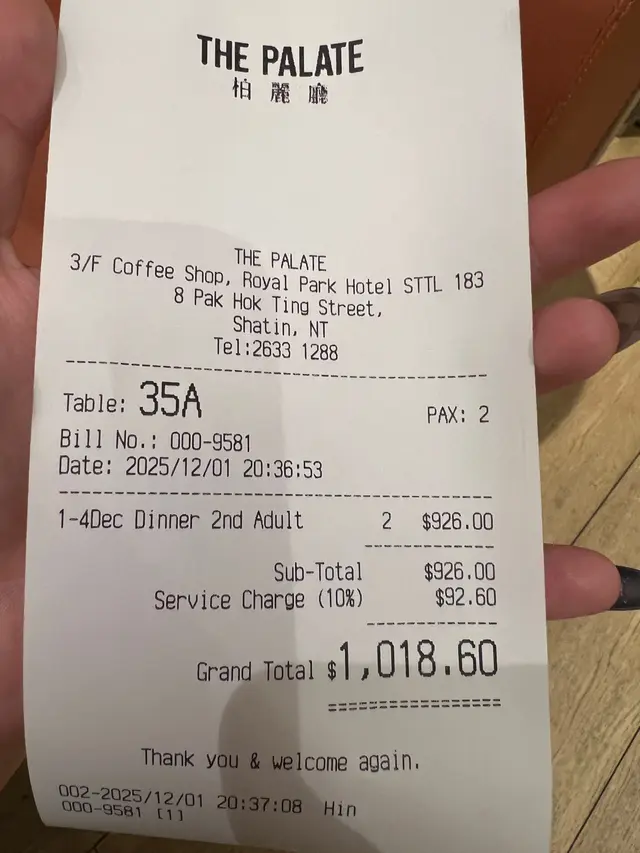 THE PALATE
柏麗廳
THE PALATE
3/F Coffee Shop, Royal Park Hotel STTL 183
8 Pak Hok Ting Street,
Shatin, NT
Tel:2633 1288
Table: 35A PAX: 2
Bill No.: 000-9581
Date: 2025/12/01 20:36:53
1-4Dec Dinner 2nd Adult 2 $926.00
Sub-Total $926.00
Service Charge (10%) $92.60
Grand Total $1,018.60
Thank you & welcome again.
002-2025/12/01 20:37:08 Hin
000-9581 [1]